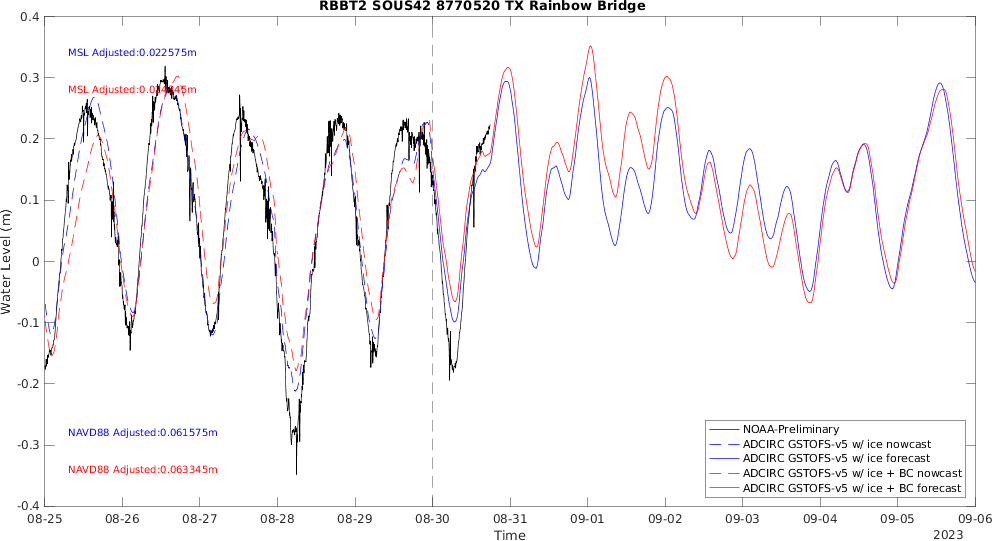 RBBT2 SOUS42 8770520 TX Rainbow Bridge
0.4
0.3
0.2
0.1
0
-0.1
-0.2
-0.3
-0.4
Water Level (m)
MSL Adjusted:0.022575m
MSL Adjusted:
NAVD88 Adjusted:0.061575m
NAVD88 Adjusted:0.063345m
NOAA-Preliminary
ADCIRC GSTOFS-v5 w/ ice nowcast
ADCIRC GSTOFS-v5 w/ ice forecast
ADCIRC GSTOFS-v5 w/ ice + BC nowcast
ADCIRC GSTOFS-v5 w/ ice + BC forecast
08-25 08-26 08-27 08-28 08-29 08-30 08-31 09-01 09-02 09-03 09-04 09-05 09-06
Time
2023